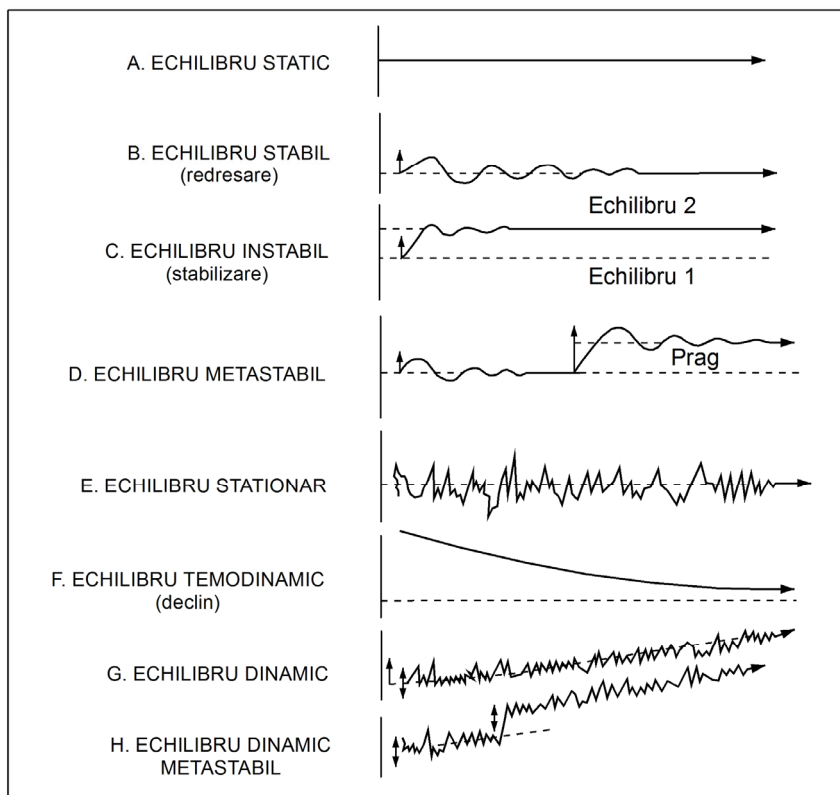 A. ECHILIBRU STATIC
B. ECHILIBRU STABIL
(redresare)
Echilibru 2
C. ECHILIBRU INSTABIL
(stabilizare)
Echilibru 1
D. ECHILIBRU METASTABIL
Prag
E. ECHILIBRU STATIONAR
F. ECHILIBRU TEMODINAMIC
(declin)
G. ECHILIBRU DINAMIC
H. ECHILIBRU DINAMIC
METASTABIL